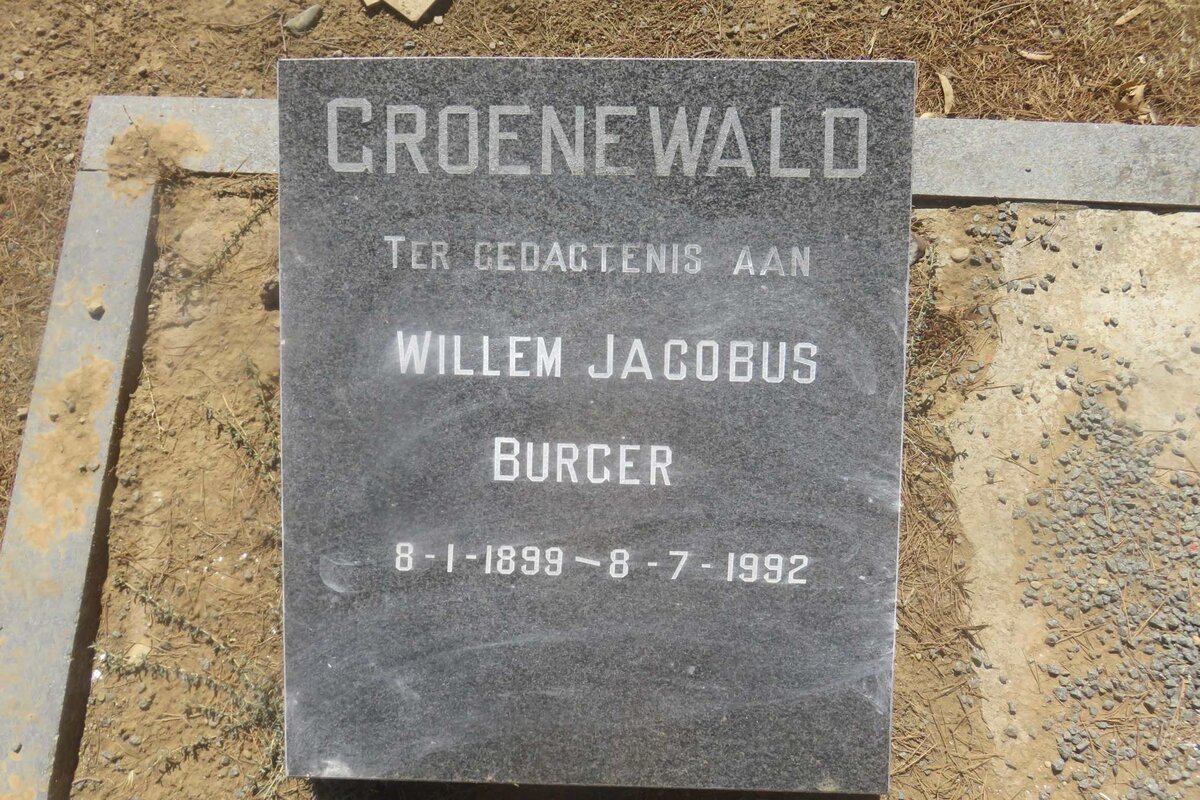 GROENEWALD
TER GEDAGTENIS AAN
WILLEM JACOBUS
BURGER
8-1-1899~8-7-1992